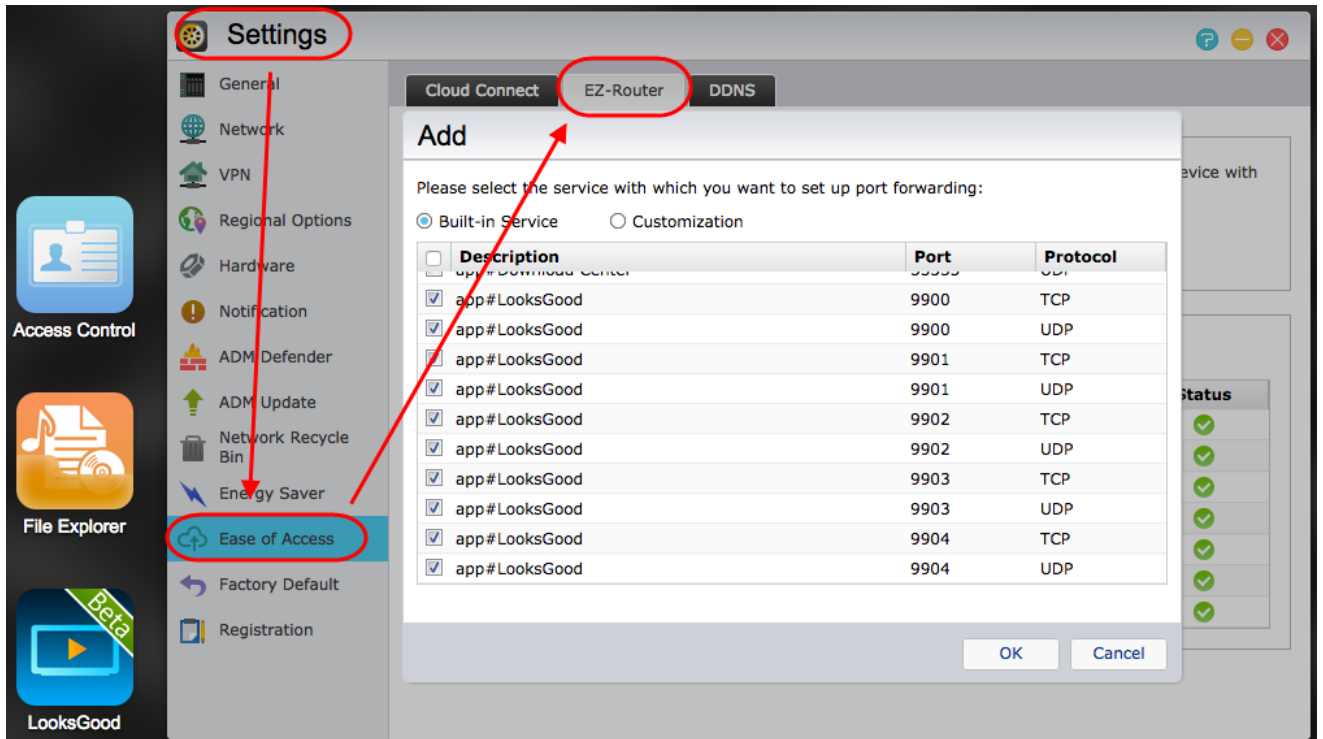 Settings
General
Network
VPN
Regional Options
Hardware
Notification
ADM Defender
ADM Update
Network Recycle
Bin
Energy Saver
Ease of Access
Factory Default
Registration
Access Control
File Explorer
Beta
LooksGood
Cloud Connect EZ-Router DDNS
Add
evice with
Please select the service with which you want to set up port forwarding:
Built-in Service Customization
Description Port Protocol
app#Download Center 55555 UDP
app#LooksGood 9900 TCP
app#LooksGood 9900 UDP
app#LooksGood 9901 TCP
app#LooksGood 9901 UDP
app#LooksGood 9902 TCP
app#LooksGood 9902 UDP
app#LooksGood 9903 TCP
app#LooksGood 9903 UDP
app#LooksGood 9904 TCP
app#LooksGood 9904 UDP
Status
OK Cancel